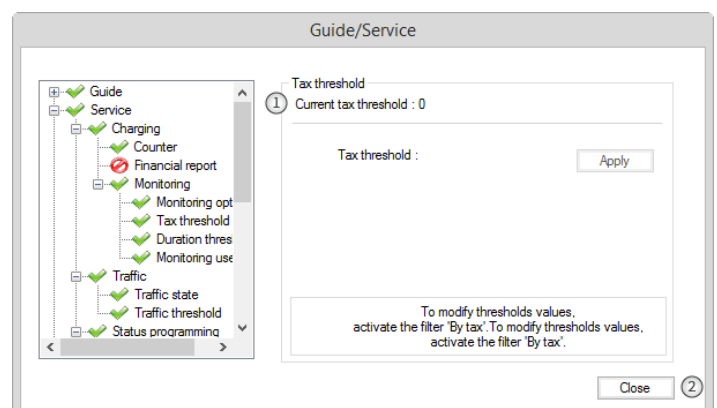 Guide/Service
Guide
Service
Charging
Counter
Financial report
Monitoring
Monitoring opt
Tax threshold
Duration thres
Monitoring use
Traffic
Traffic state
Traffic threshold
Status programming
Tax threshold
1 Current tax threshold : 0
Tax threshold :
Apply
To modify thresholds values,
activate the filter 'By tax'.To modify thresholds values,
activate the filter 'By tax'.
Close 2